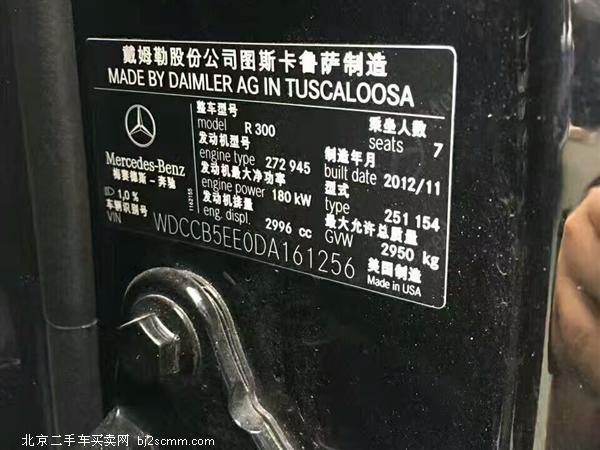 戴姆勒股份公司图斯卡鲁萨制造
MADE BY DAIMLER AG IN TUSCALOOSA
Mercedes-Benz
梅赛德斯-奔驰
整车型号
model R 300
乘坐人数
seats 7
发动机型号
engine type 272 945
制造年月
built date 2012/11
发动机最大净功率
engine power 180 kW
型式
type 251 154
发动机排量
eng. displ. 2996 cc
最大允许总质量
GVW 2950 kg
1,0 %
1162155
车辆识别号
VIN WDCCB5EE0DA161256
美国制造
Made in USA
北京二手车买卖网 bj2scmm.com